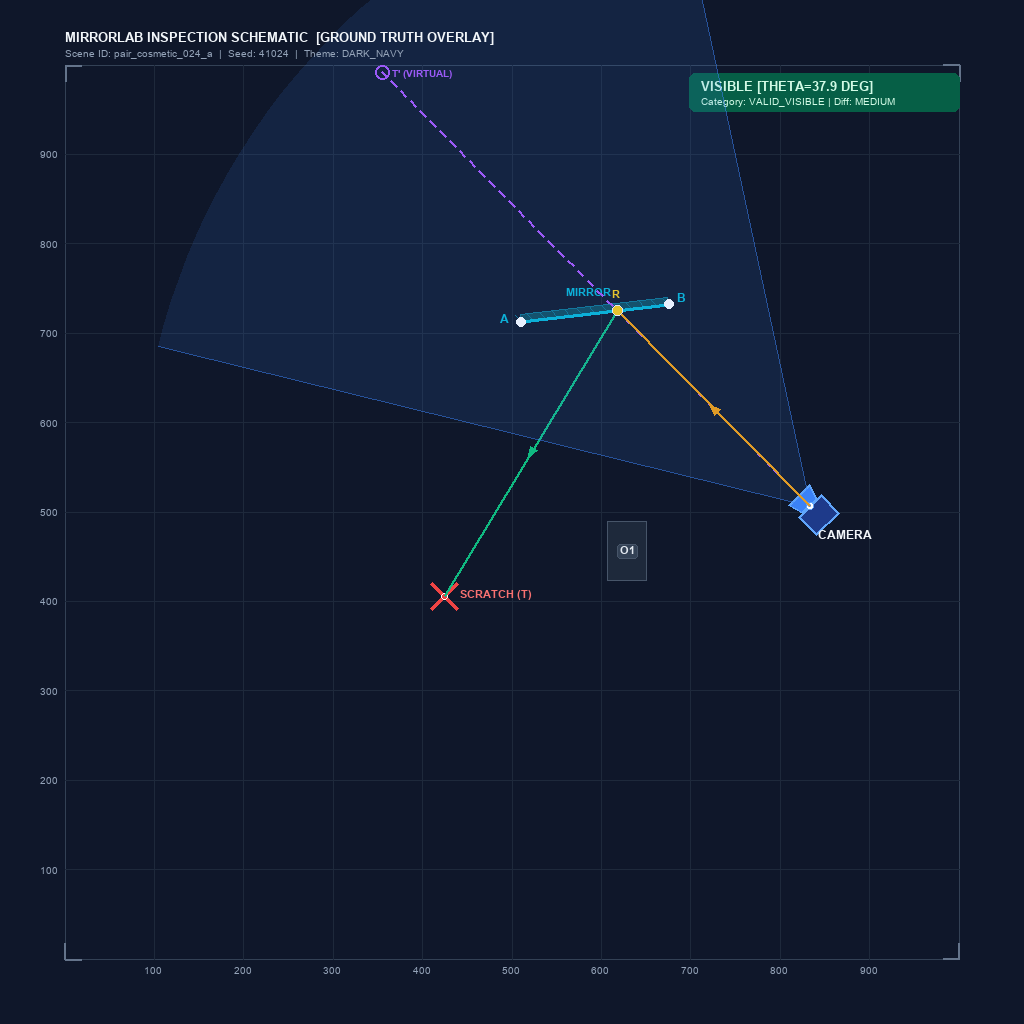 MIRRORLAB INSPECTION SCHEMATIC [GROUND TRUTH OVERLAY]
Scene ID: pair_cosmetic_024_a | Seed: 41024 | Theme: DARK_NAVY
T' (VIRTUAL)
VISIBLE [THETA=37.9 DEG]
Category: VALID_VISIBLE | Diff: MEDIUM
900
800
MIRROR
R
B
A
700
600
500
CAMERA
O1
400
SCRATCH (T)
300
200
100
100 200 300 400 500 600 700 800 900